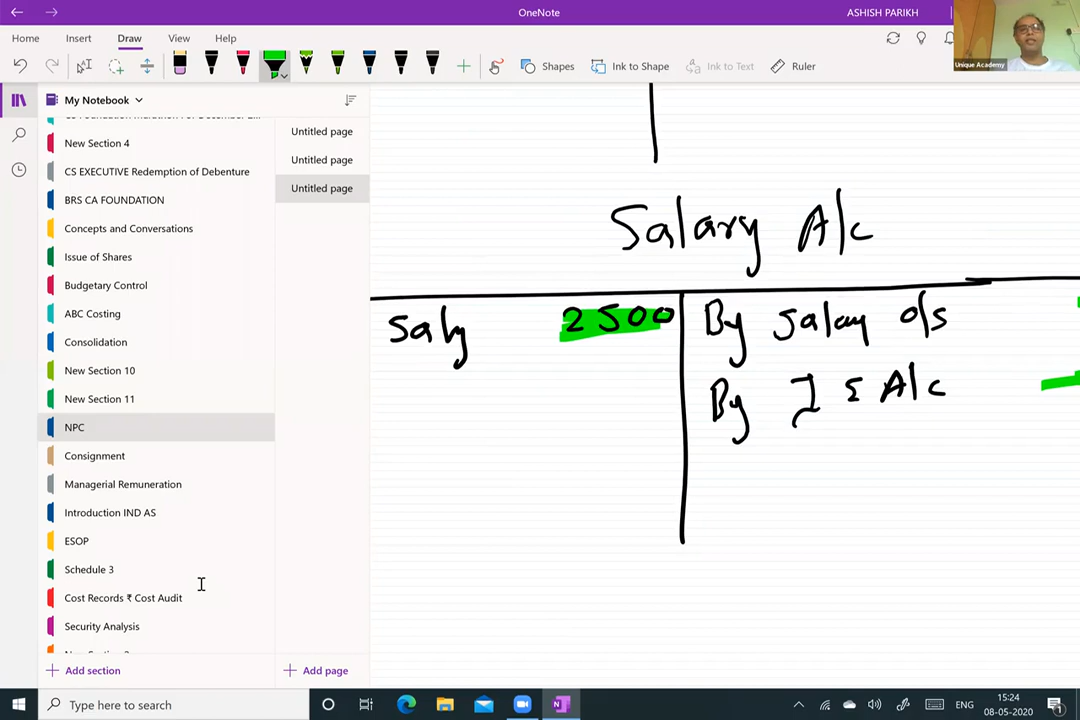 OneNote
ASHISH PARIKH
Home Insert Draw View Help
Shapes Ink to Shape Ink to Text Ruler
Unique Academy
My Notebook
New Section 4
CS EXECUTIVE Redemption of Debenture
BRS CA FOUNDATION
Concepts and Conversations
Issue of Shares
Budgetary Control
ABC Costing
Consolidation
New Section 10
New Section 11
NPC
Consignment
Managerial Remuneration
Introduction IND AS
ESOP
Schedule 3
Cost Records ₹ Cost Audit
Security Analysis
Add section
Untitled page
Untitled page
Untitled page
Add page
Salary A/c
2500 By Salary o/s
By I E A/c
Type here to search
ENG
15:24
08-05-2020
1